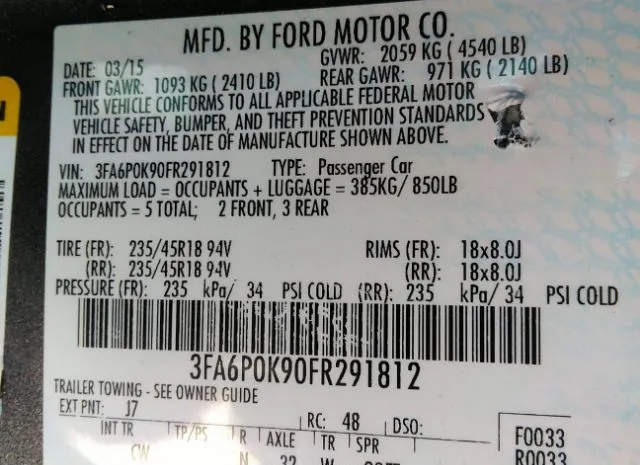 MFD. BY FORD MOTOR CO.
DATE: 03/15 GVWR: 2059 KG ( 4540 LB)
FRONT GAWR: 1093 KG ( 2410 LB) REAR GAWR: 971 KG ( 2140 LB)
THIS VEHICLE CONFORMS TO ALL APPLICABLE FEDERAL MOTOR
VEHICLE SAFETY, BUMPER, AND THEFT PREVENTION STANDARDS
IN EFFECT ON THE DATE OF MANUFACTURE SHOWN ABOVE.
VIN: 3FA6P0K90FR291812 TYPE: Passenger Car
MAXIMUM LOAD = OCCUPANTS + LUGGAGE = 385KG/ 850LB
OCCUPANTS = 5 TOTAL; 2 FRONT, 3 REAR
TIRE (FR): 235/45R18 94V RIMS (FR): 18x8.0J
(RR): 235/45R18 94V (RR): 18x8.0J
PRESSURE (FR): 235 kPa/ 34 PSI COLD (RR): 235 kPa/ 34 PSI COLD
3FA6P0K90FR291812
TRAILER TOWING - SEE OWNER GUIDE
EXT PNT: J7 RC: 48 DSO:
INT TR TP/PS R AXLE TR SPR F0033
CW N 32 W R0033